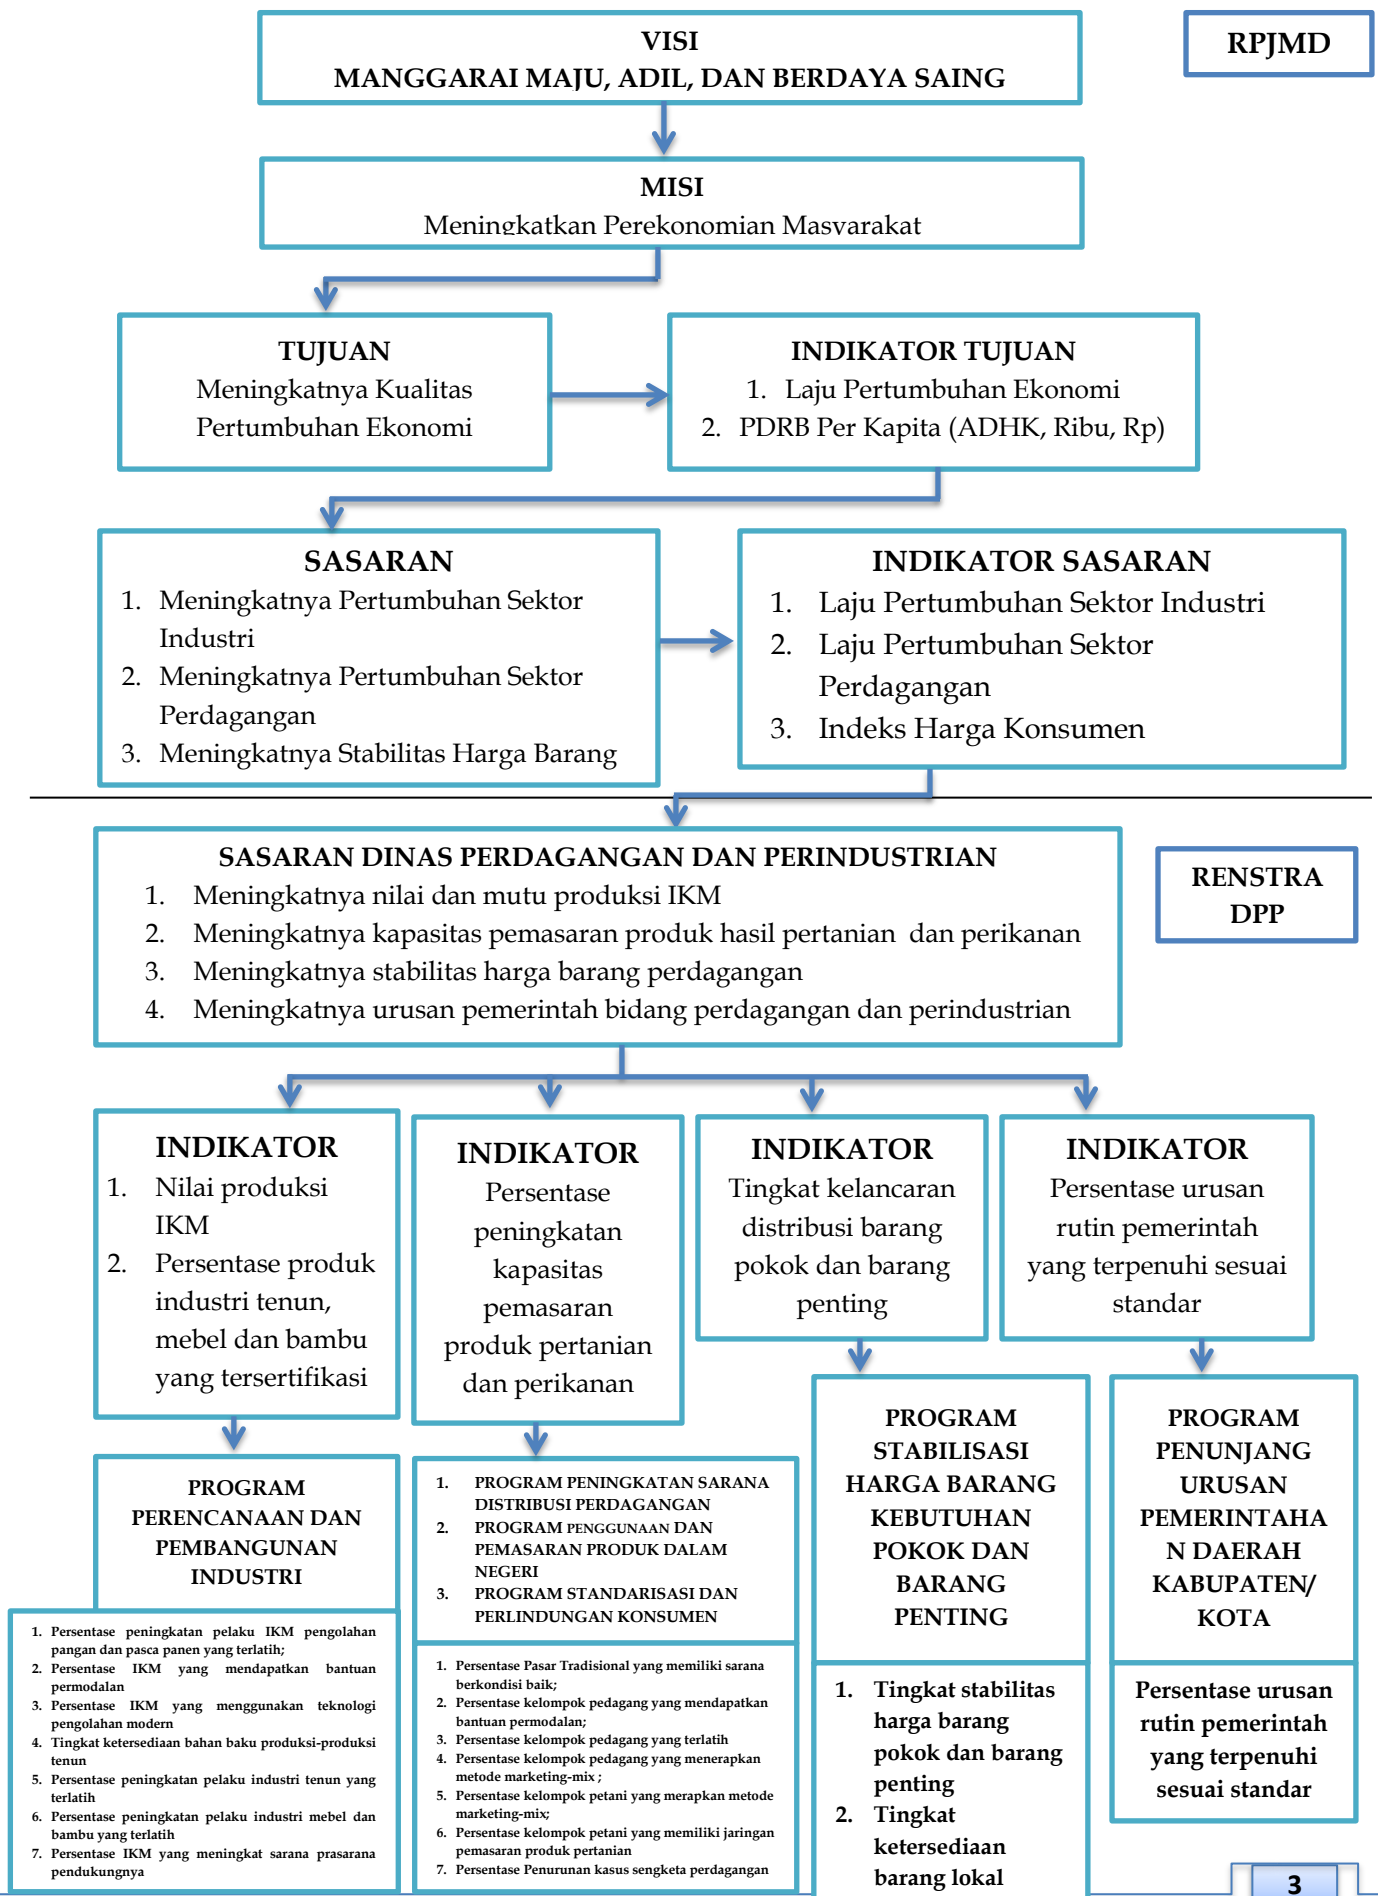 VISI
MANGGARAI MAJU, ADIL, DAN BERDAYA SAING
RPJMD
MISI
Meningkatkan Perekonomian Masyarakat
TUJUAN
Meningkatnya Kualitas
Pertumbuhan Ekonomi
INDIKATOR TUJUAN
1. Laju Pertumbuhan Ekonomi
2. PDRB Per Kapita (ADHK, Ribu, Rp)
SASARAN
1. Meningkatnya Pertumbuhan Sektor
Industri
2. Meningkatnya Pertumbuhan Sektor
Perdagangan
3. Meningkatnya Stabilitas Harga Barang
INDIKATOR SASARAN
1. Laju Pertumbuhan Sektor Industri
2. Laju Pertumbuhan Sektor
Perdagangan
3. Indeks Harga Konsumen
SASARAN DINAS PERDAGANGAN DAN PERINDUSTRIAN
1. Meningkatnya nilai dan mutu produksi IKM
2. Meningkatnya kapasitas pemasaran produk hasil pertanian dan perikanan
3. Meningkatnya stabilitas harga barang perdagangan
4. Meningkatnya urusan pemerintah bidang perdagangan dan perindustrian
RENSTRA
DPP
INDIKATOR
1. Nilai produksi
IKM
2. Persentase produk
industri tenun,
mebel dan bambu
yang tersertifikasi
INDIKATOR
Persentase
peningkatan
kapasitas
pemasaran
produk pertanian
dan perikanan
INDIKATOR
Tingkat kelancaran
distribusi barang
pokok dan barang
penting
INDIKATOR
Persentase urusan
rutin pemerintah
yang terpenuhi sesuai
standar
PROGRAM
PERENCANAAN DAN
PEMBANGUNAN
INDUSTRI
1. PROGRAM PENINGKATAN SARANA
DISTRIBUSI PERDAGANGAN
2. PROGRAM PENGGUNAAN DAN
PEMASARAN PRODUK DALAM
NEGERI
3. PROGRAM STANDARISASI DAN
PERLINDUNGAN KONSUMEN
PROGRAM
STABILISASI
HARGA BARANG
KEBUTUHAN
POKOK DAN
BARANG
PENTING
PROGRAM
PENUNJANG
URUSAN
PEMERINTAHA
N DAERAH
KABUPATEN/
KOTA
1. Persentase peningkatan pelaku IKM pengolahan
pangan dan pasca panen yang terlatih;
2. Persentase IKM yang mendapatkan bantuan
permodalan
3. Persentase IKM yang menggunakan teknologi
pengolahan modern
4. Tingkat ketersediaan bahan baku produksi-produksi
tenun
5. Persentase peningkatan pelaku industri tenun yang
terlatih
6. Persentase peningkatan pelaku industri mebel dan
bambu yang terlatih
7. Persentase IKM yang meningkat sarana prasarana
pendukungnya
1. Persentase Pasar Tradisional yang memiliki sarana
berkondisi baik;
2. Persentase kelompok pedagang yang mendapatkan
bantuan permodalan;
3. Persentase kelompok pedagang yang terlatih
4. Persentase kelompok pedagang yang menerapkan
metode marketing-mix ;
5. Persentase kelompok petani yang merapkan metode
marketing-mix;
6. Persentase kelompok petani yang memiliki jaringan
pemasaran produk pertanian
7. Persentase Penurunan kasus sengketa perdagangan
1. Tingkat stabilitas
harga barang
pokok dan barang
penting
2. Tingkat
ketersediaan
barang lokal
Persentase urusan
rutin pemerintah
yang terpenuhi
sesuai standar
3